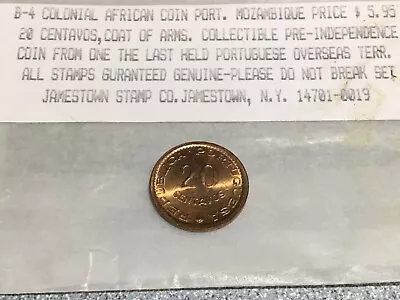 B-4 COLONIAL AFRICAN COIN PORT. MOZAMBIQUE PRICE $ 5.95
20 CENTAVOS,COAT OF ARMS. COLLECTIBLE PRE-INDEPENDENCE
COIN FROM ONE THE LAST HELD PORTUGUESE OVERSEAS TERR.
ALL STAMPS GURANTEED GENUINE-PLEASE DO NOT BREAK SET
JAMESTOWN STAMP CO.JAMESTOWN, N.Y. 14701-0019
REPUBLICA PORTUGUESA
20
CENTAVOS